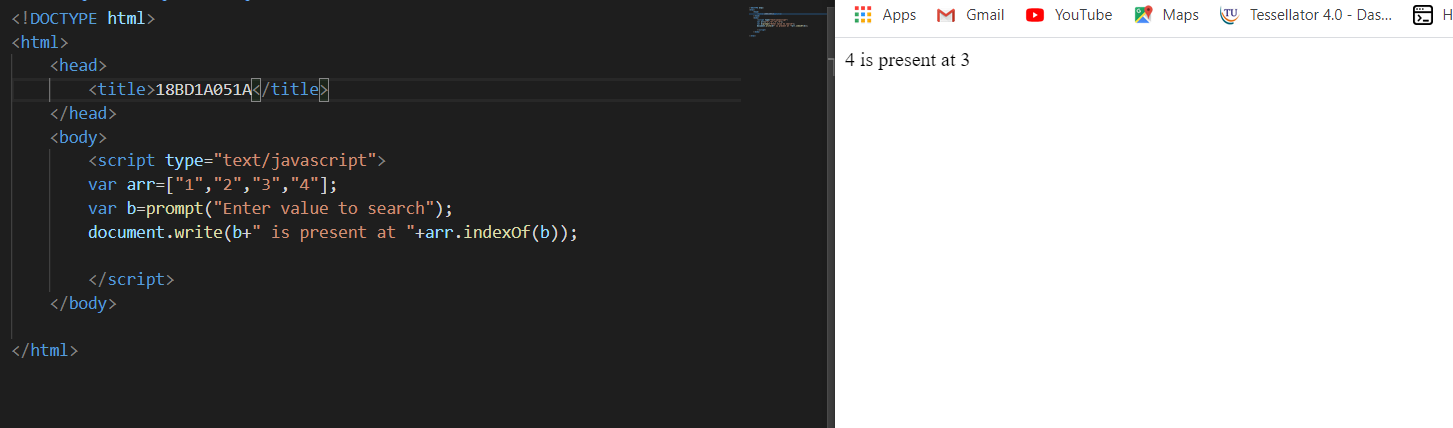 <!DOCTYPE html>
<html>
<head>
<title>18BD1A051A</title>
</head>
<body>
<script type="text/javascript">
var arr=["1","2","3","4"];
var b=prompt("Enter value to search");
document.write(b+" is present at "+arr.indexOf(b));
</script>
</body>
</html>
Apps Gmail YouTube Maps TU Tessellator 4.0 - Das... H
4 is present at 3